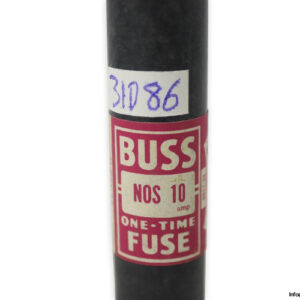 31D86
BUSS
NOS 10
amp
ONE-TIME
FUSE